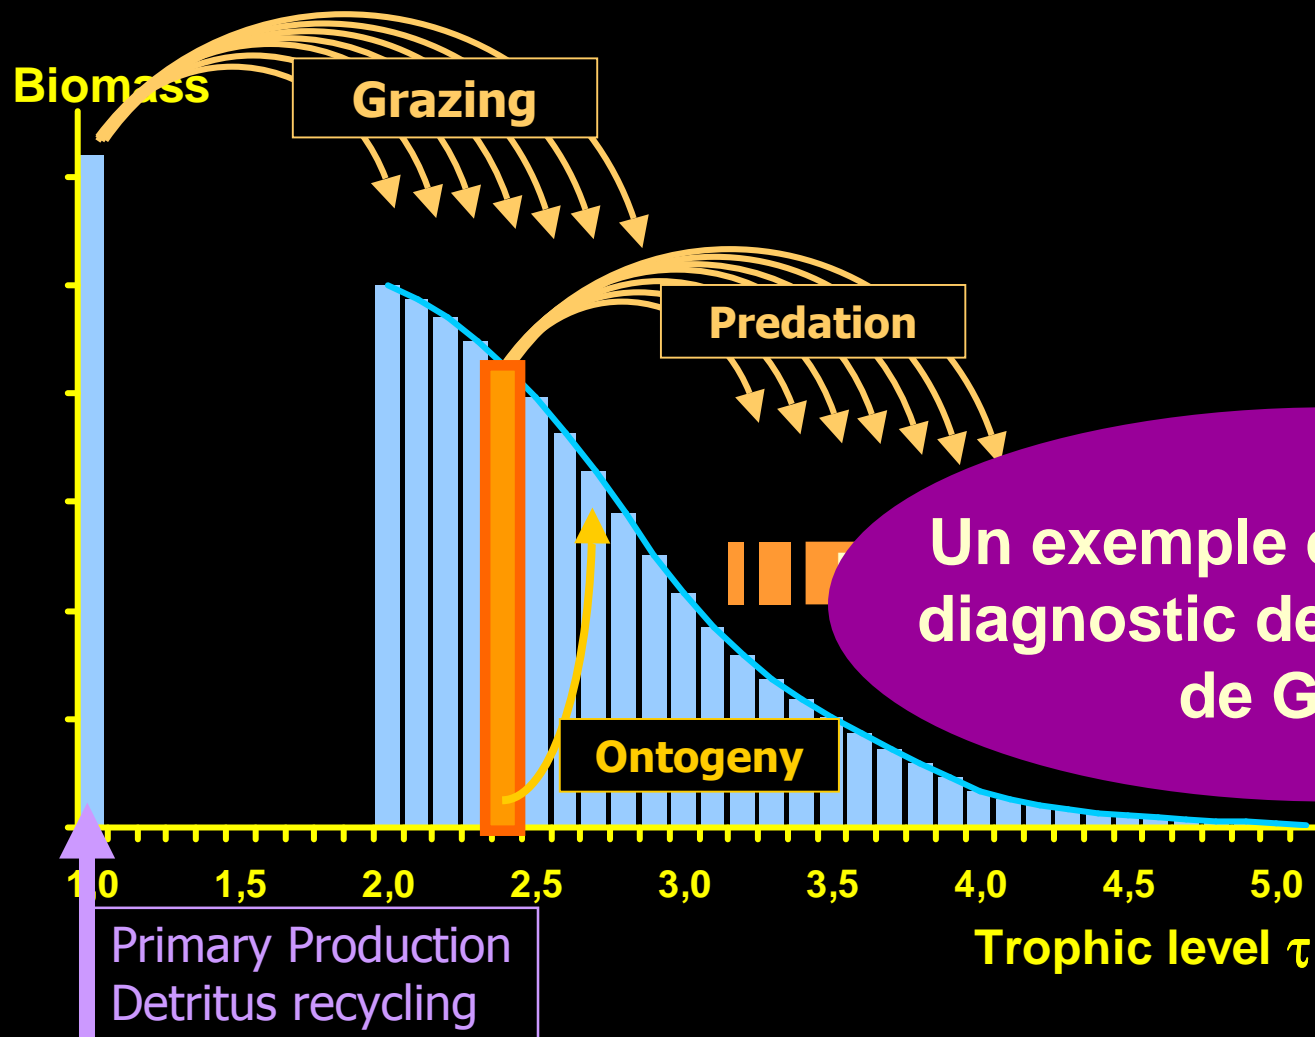 Biomass
Grazing
Predation
Un exemple
diagnostic de
de G
Ontogeny
1,0 1,5 2,0 2,5 3,0 3,5 4,0 4,5 5,0
Trophic level τ
Primary Production
Detritus recycling